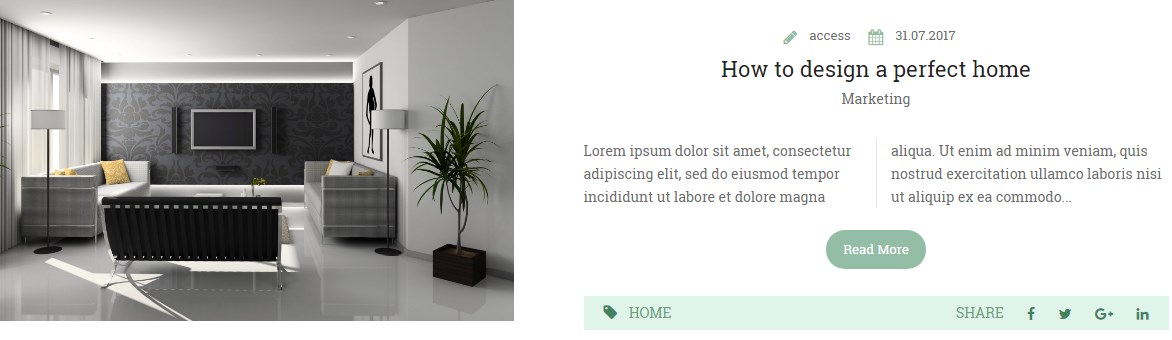 access 31.07.2017
How to design a perfect home
Marketing
Lorem ipsum dolor sit amet, consectetur
adipiscing elit, sed do eiusmod tempor
incididunt ut labore et dolore magna
aliqua. Ut enim ad minim veniam, quis
nostrud exercitation ullamco laboris nisi
ut aliquip ex ea commodo...
Read More
HOME SHARE